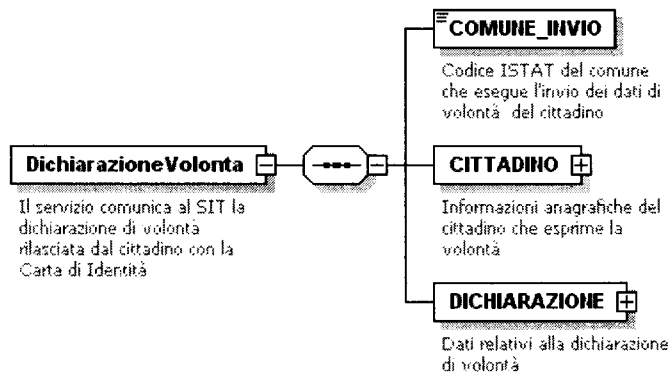 COMUNE_INVIO
Codice ISTAT del comune
che esegue l'invio dei dati di
volontà del cittadino
DichiarazioneVolonta
Il servizio comunica al SIT la
dichiarazione di volontà
rilasciata dal cittadino con la
Carta di Identità
CITTADINO
Informazioni anagrafiche del
cittadino che esprime la
volontà
DICHIARAZIONE
Dati relativi alla dichiarazione
di volontà